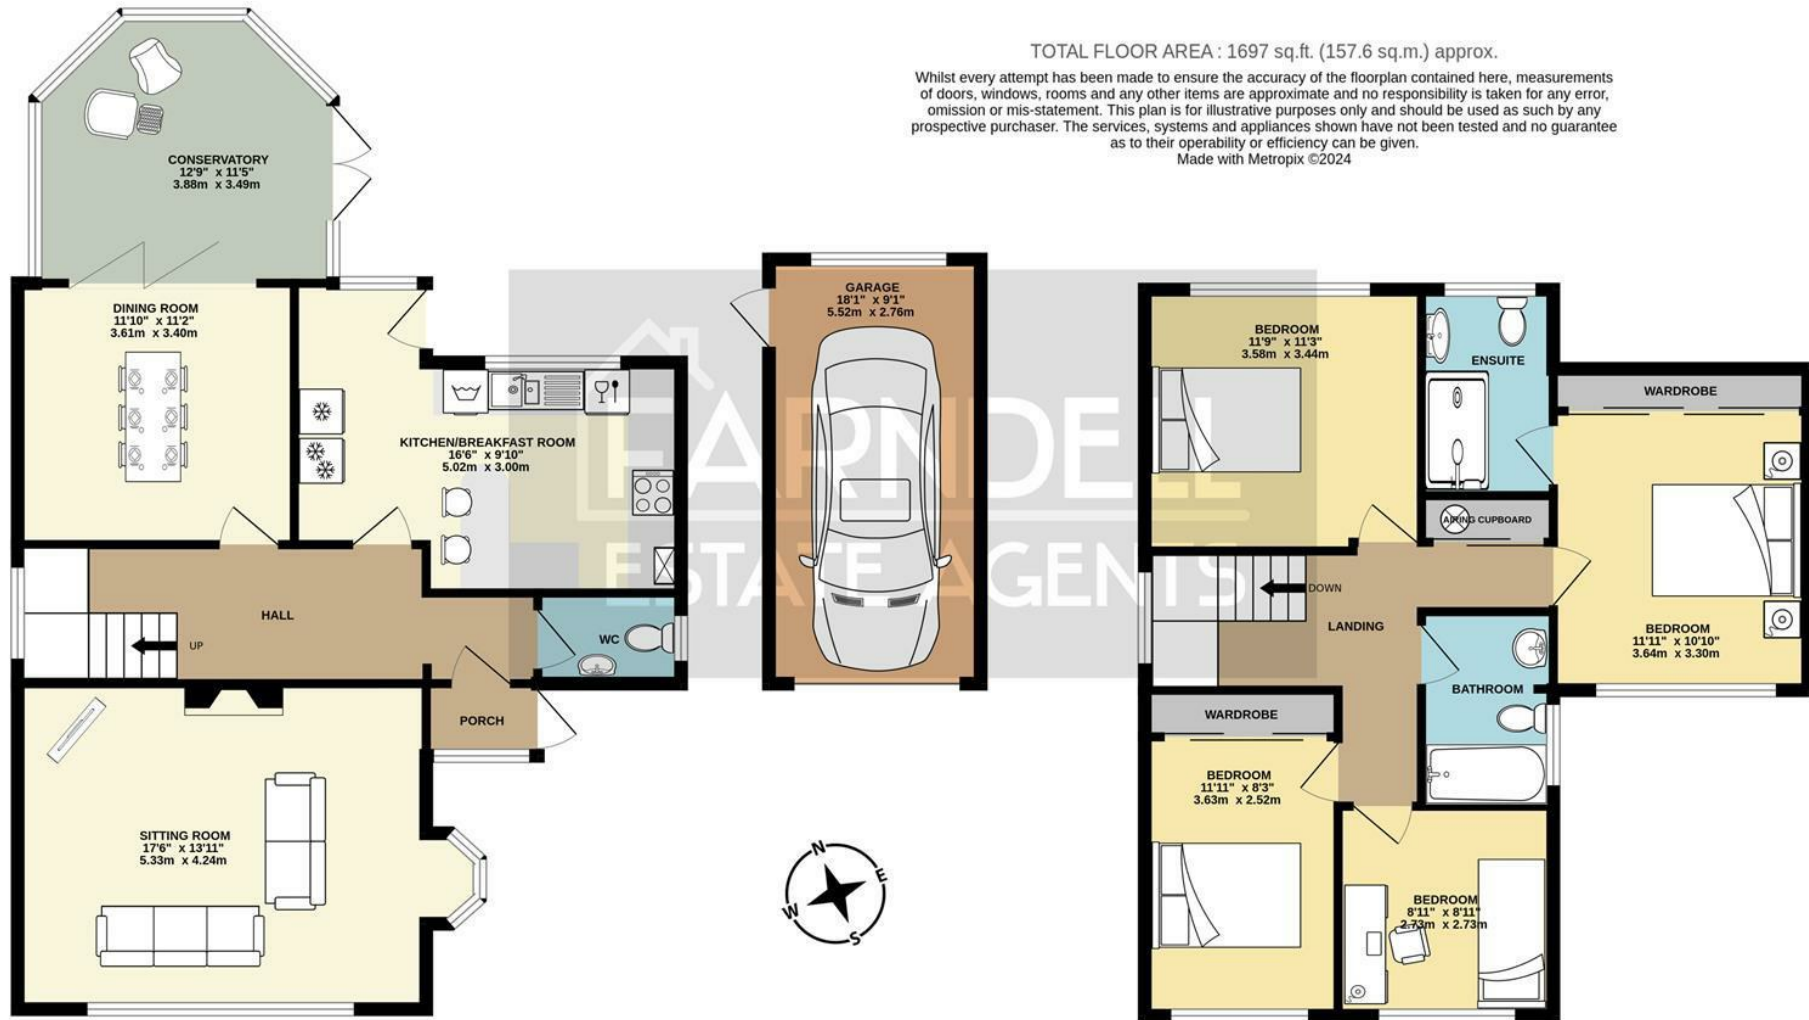 TOTAL FLOOR AREA : 1697 sq.ft. (157.6 sq.m.) approx.
Whilst every attempt has been made to ensure the accuracy of the floorplan contained here, measurements
of doors, windows, rooms and any other items are approximate and no responsibility is taken for any error,
omission or mis-statement. This plan is for illustrative purposes only and should be used as such by any
prospective purchaser. The services, systems and appliances shown have not been tested and no guarantee
as to their operability or efficiency can be given.
Made with Metropix ©2024
CONSERVATORY
12'9" x 11'5"
3.88m x 3.49m
DINING ROOM
11'10" x 11'2"
3.61m x 3.40m
KITCHEN/BREAKFAST ROOM
16'6" x 9'10"
5.02m x 3.00m
HALL
UP
WC
PORCH
SITTING ROOM
17'6" x 13'11"
5.33m x 4.24m
GARAGE
18'1" x 9'1"
5.52m x 2.76m
FARNDELL
ESTATE AGENTS
N
E
S
W
BEDROOM
11'9" x 11'3"
3.58m x 3.44m
ENSUITE
WARDROBE
AIRING CUPBOARD
DOWN
LANDING
BEDROOM
11'11" x 10'10"
3.64m x 3.30m
BATHROOM
WARDROBE
BEDROOM
11'11" x 8'3"
3.63m x 2.52m
BEDROOM
8'11" x 8'11"
2.73m x 2.73m